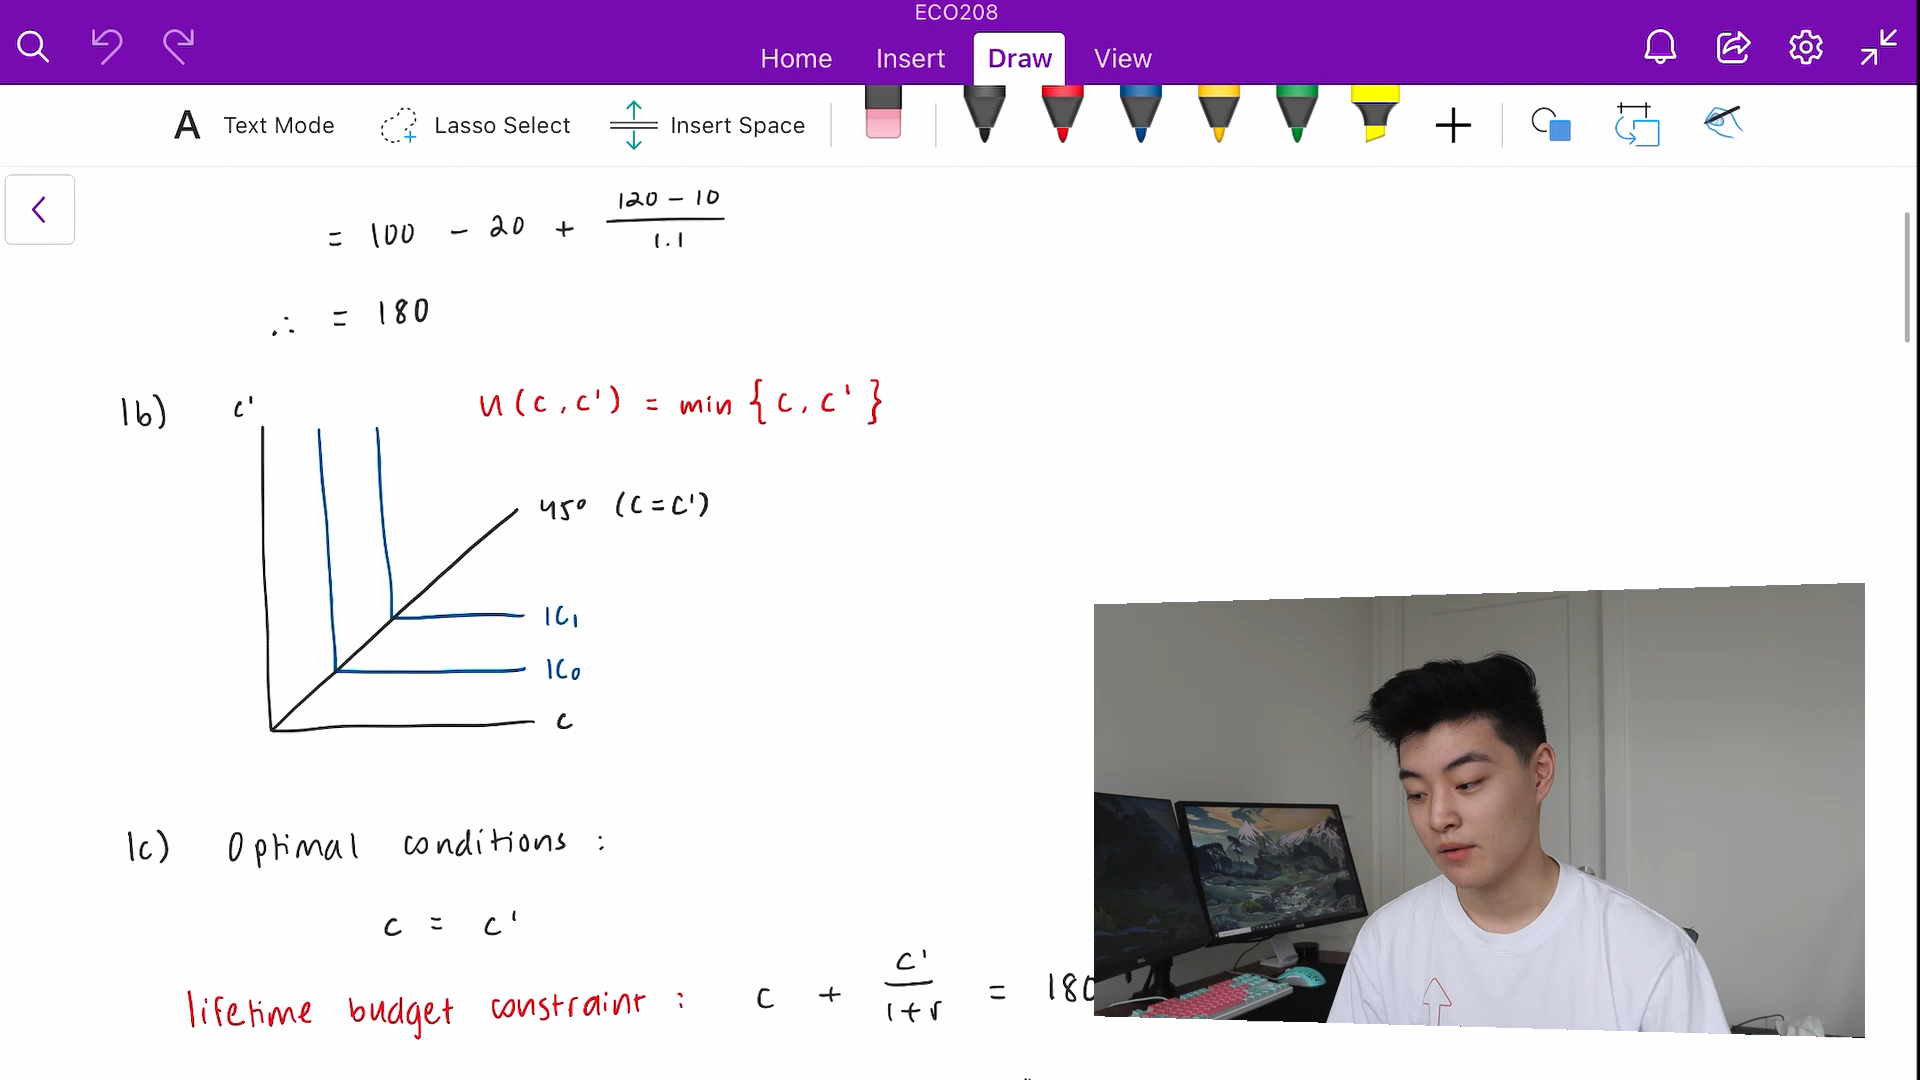 ECO208
Home Insert Draw View
A Text Mode Lasso Select Insert Space
= 100 - 20 + (120 - 10)/1.1
∴ = 180
1b) c' u(c,c') = min {c,c'}
45° (c=c')
IC₁
IC₀
c
1c) Optimal conditions :
c = c'
lifetime budget constraint : c + c'/(1+r) = 180